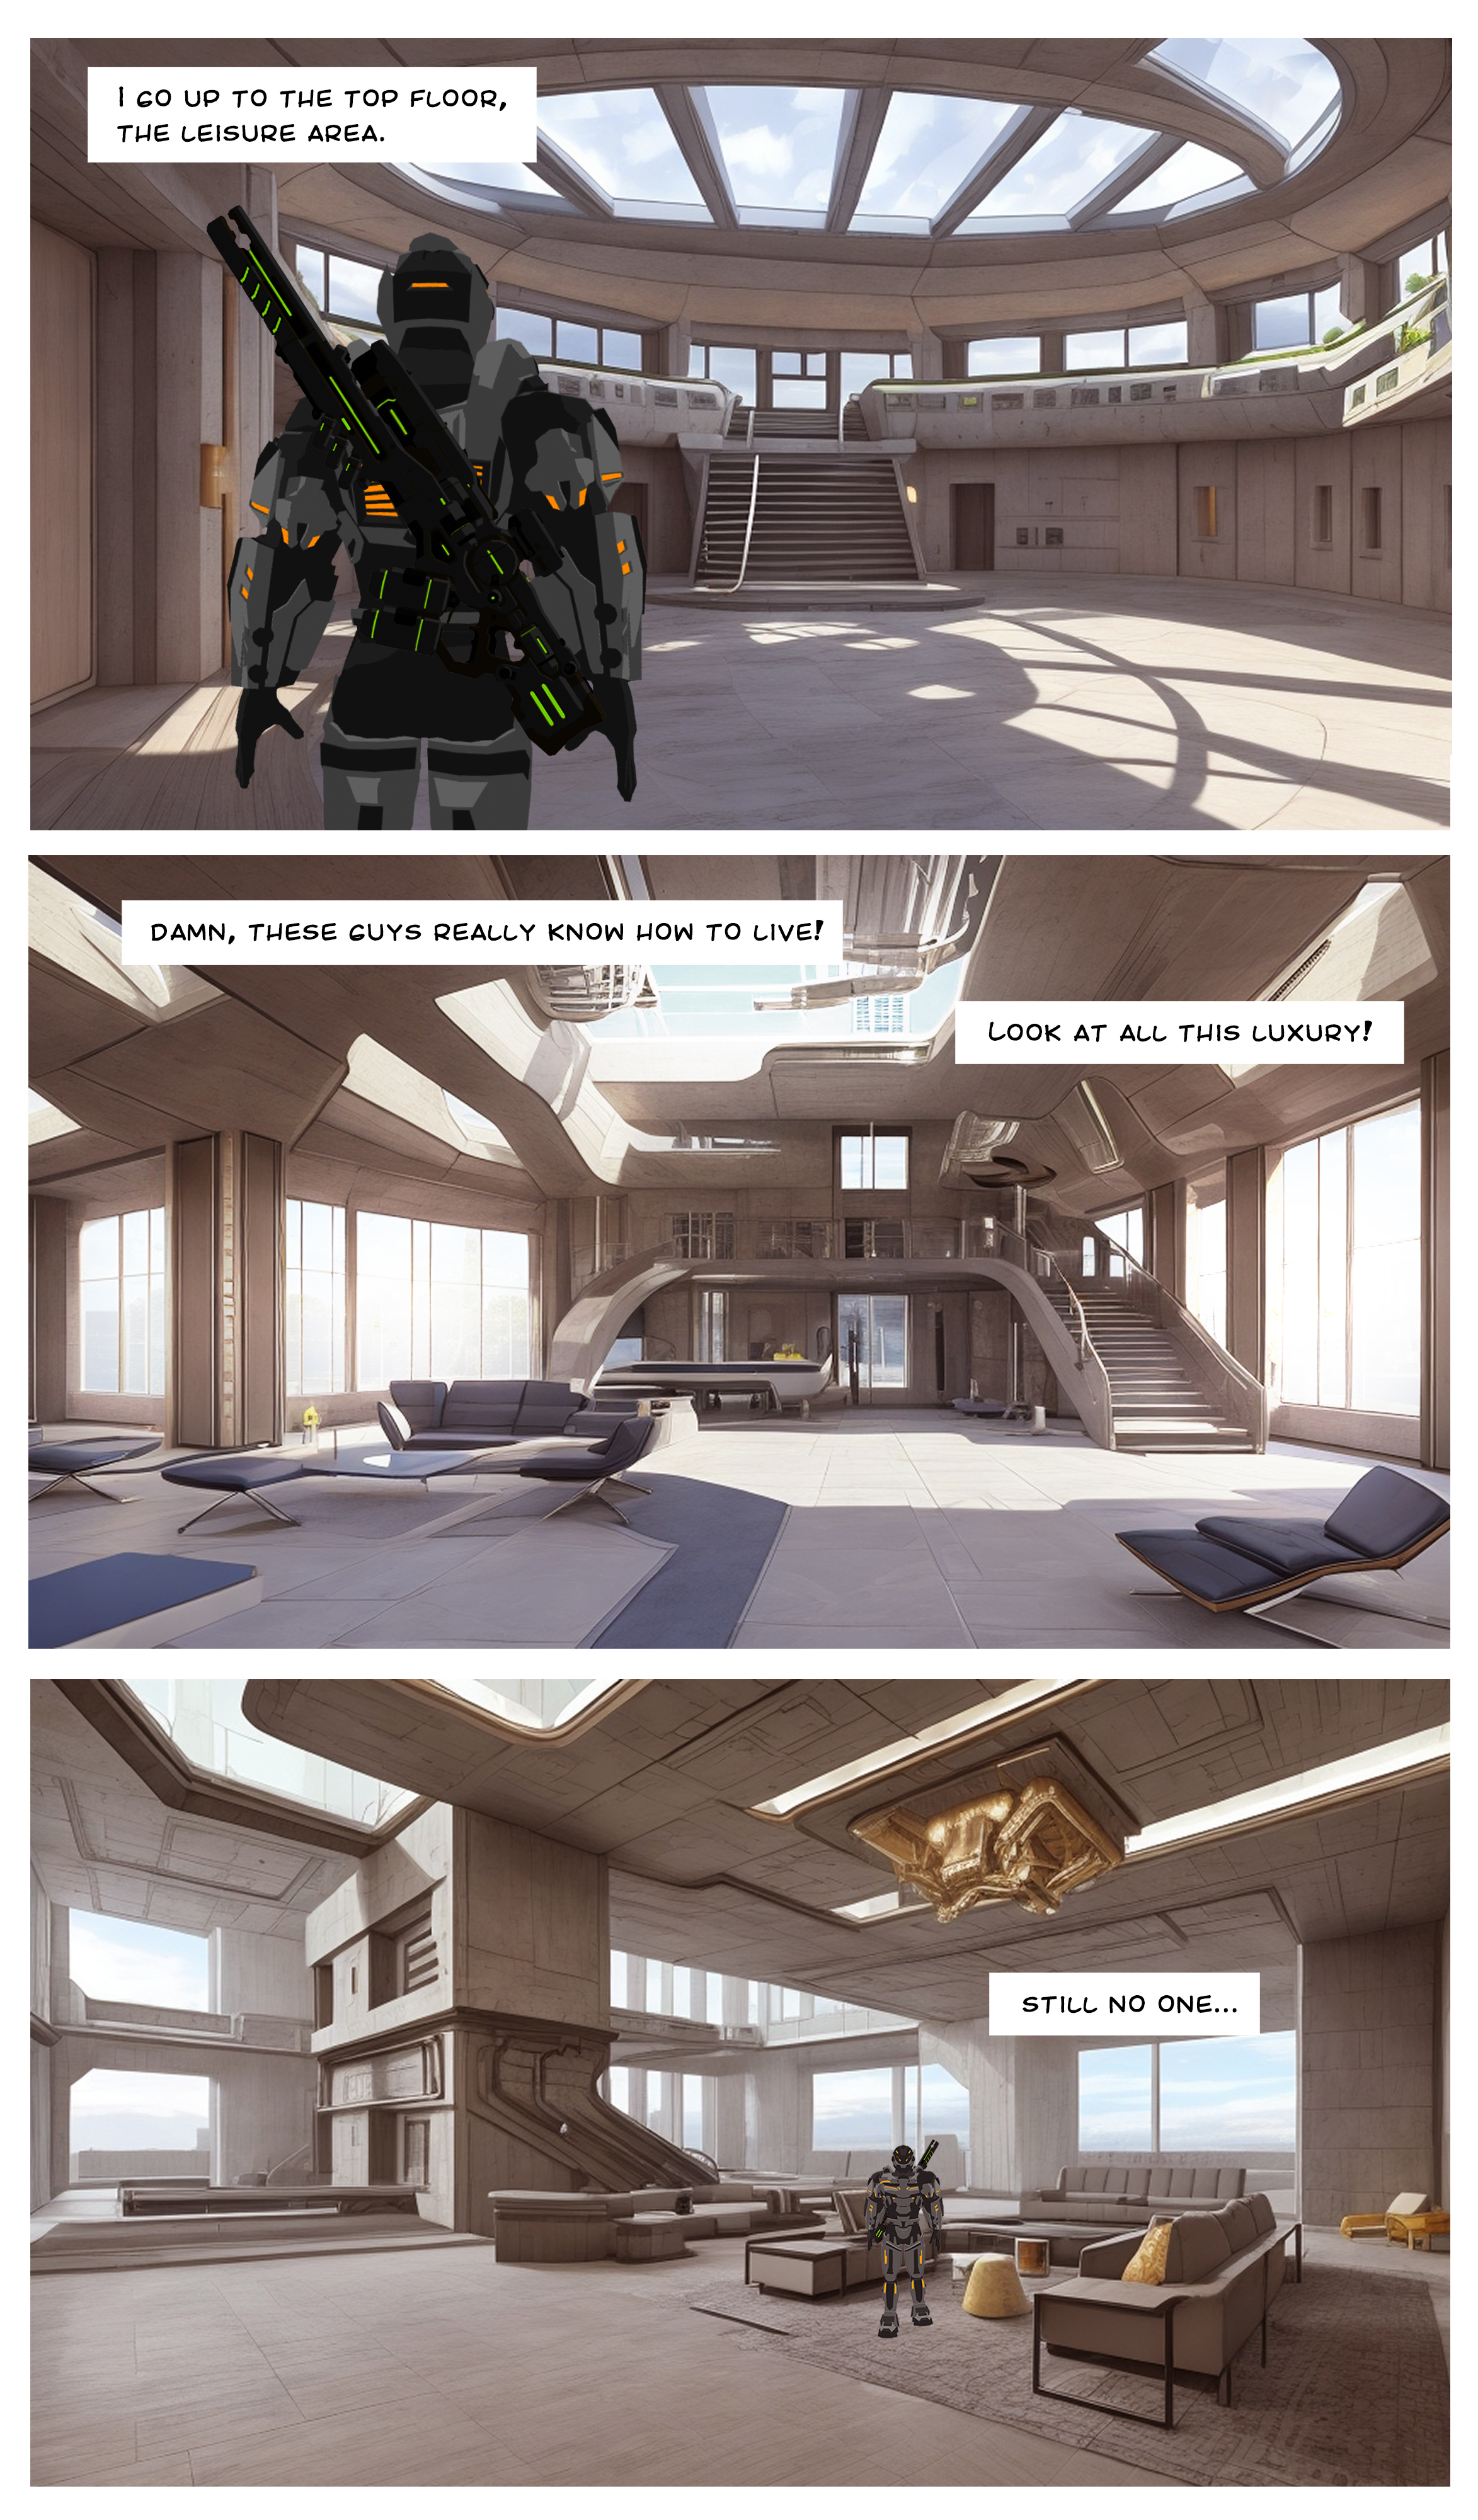 I GO UP TO THE TOP FLOOR,
THE LEISURE AREA.
DAMN, THESE GUYS REALLY KNOW HOW TO LIVE!
LOOK AT ALL THIS LUXURY!
STILL NO ONE...